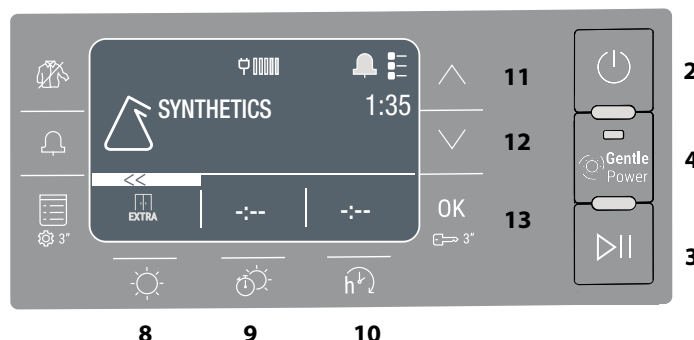 SYNTHETICS
1:35
<<
EXTRA
-:--
-:--
3"
OK
3"
h
Gentle
Power
11
12
13
2
4
3
8
9
10